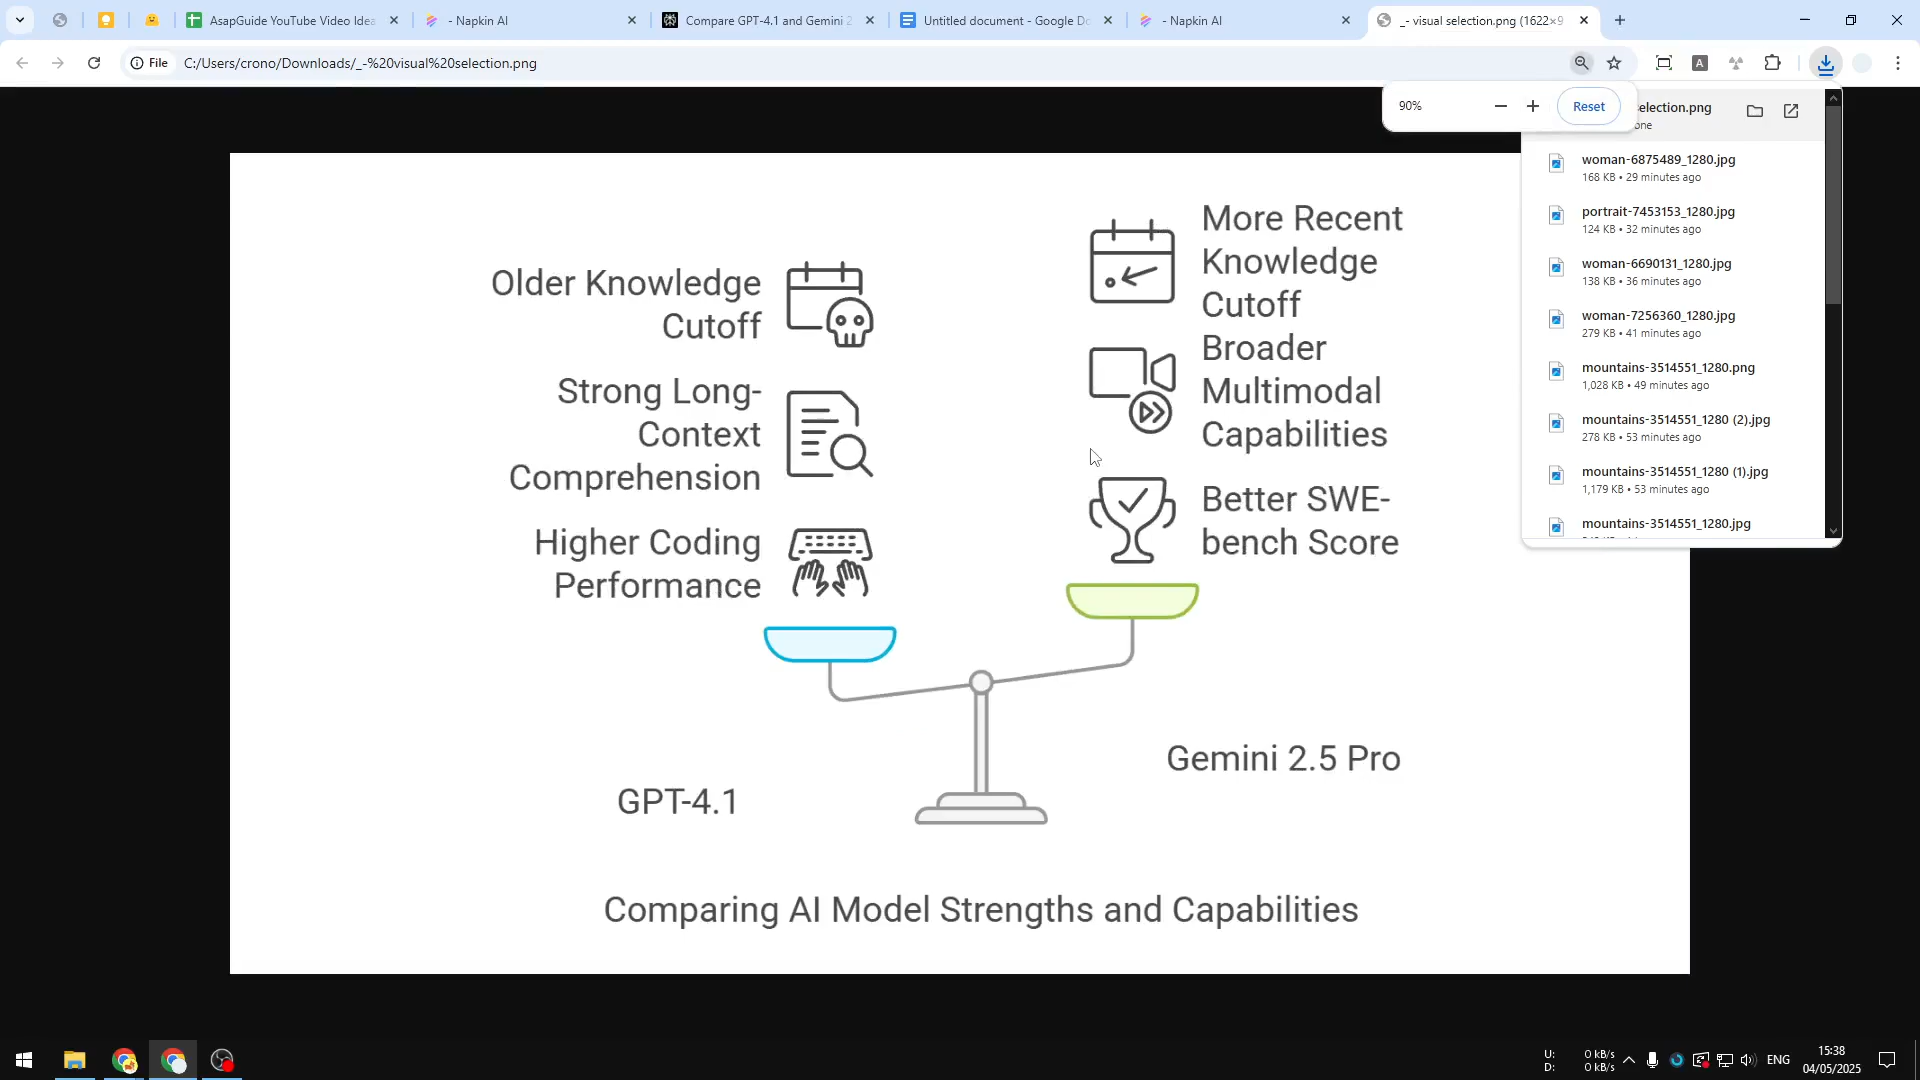 AsapGuide YouTube Video Idea
- Napkin AI
Compare GPT-4.1 and Gemini 2
Untitled document - Google Do
- Napkin AI
_- visual selection.png (1622×9
File
C:/Users/crono/Downloads/_-%20visual%20selection.png
A
90%
Reset
election.png
one
woman-6875489_1280.jpg
168 KB • 29 minutes ago
portrait-7453153_1280.jpg
124 KB • 32 minutes ago
woman-6690131_1280.jpg
138 KB • 36 minutes ago
woman-7256360_1280.jpg
279 KB • 41 minutes ago
mountains-3514551_1280.png
1,028 KB • 49 minutes ago
mountains-3514551_1280 (2).jpg
278 KB • 53 minutes ago
mountains-3514551_1280 (1).jpg
1,179 KB • 53 minutes ago
mountains-3514551_1280.jpg
Older Knowledge
Cutoff
Strong Long-
Context
Comprehension
Higher Coding
Performance
More Recent
Knowledge
Cutoff
Broader
Multimodal
Capabilities
Better SWE-
bench Score
GPT-4.1
Gemini 2.5 Pro
Comparing AI Model Strengths and Capabilities
U: 0 kB/s
D: 0 kB/s
ENG
15:38
04/05/2025